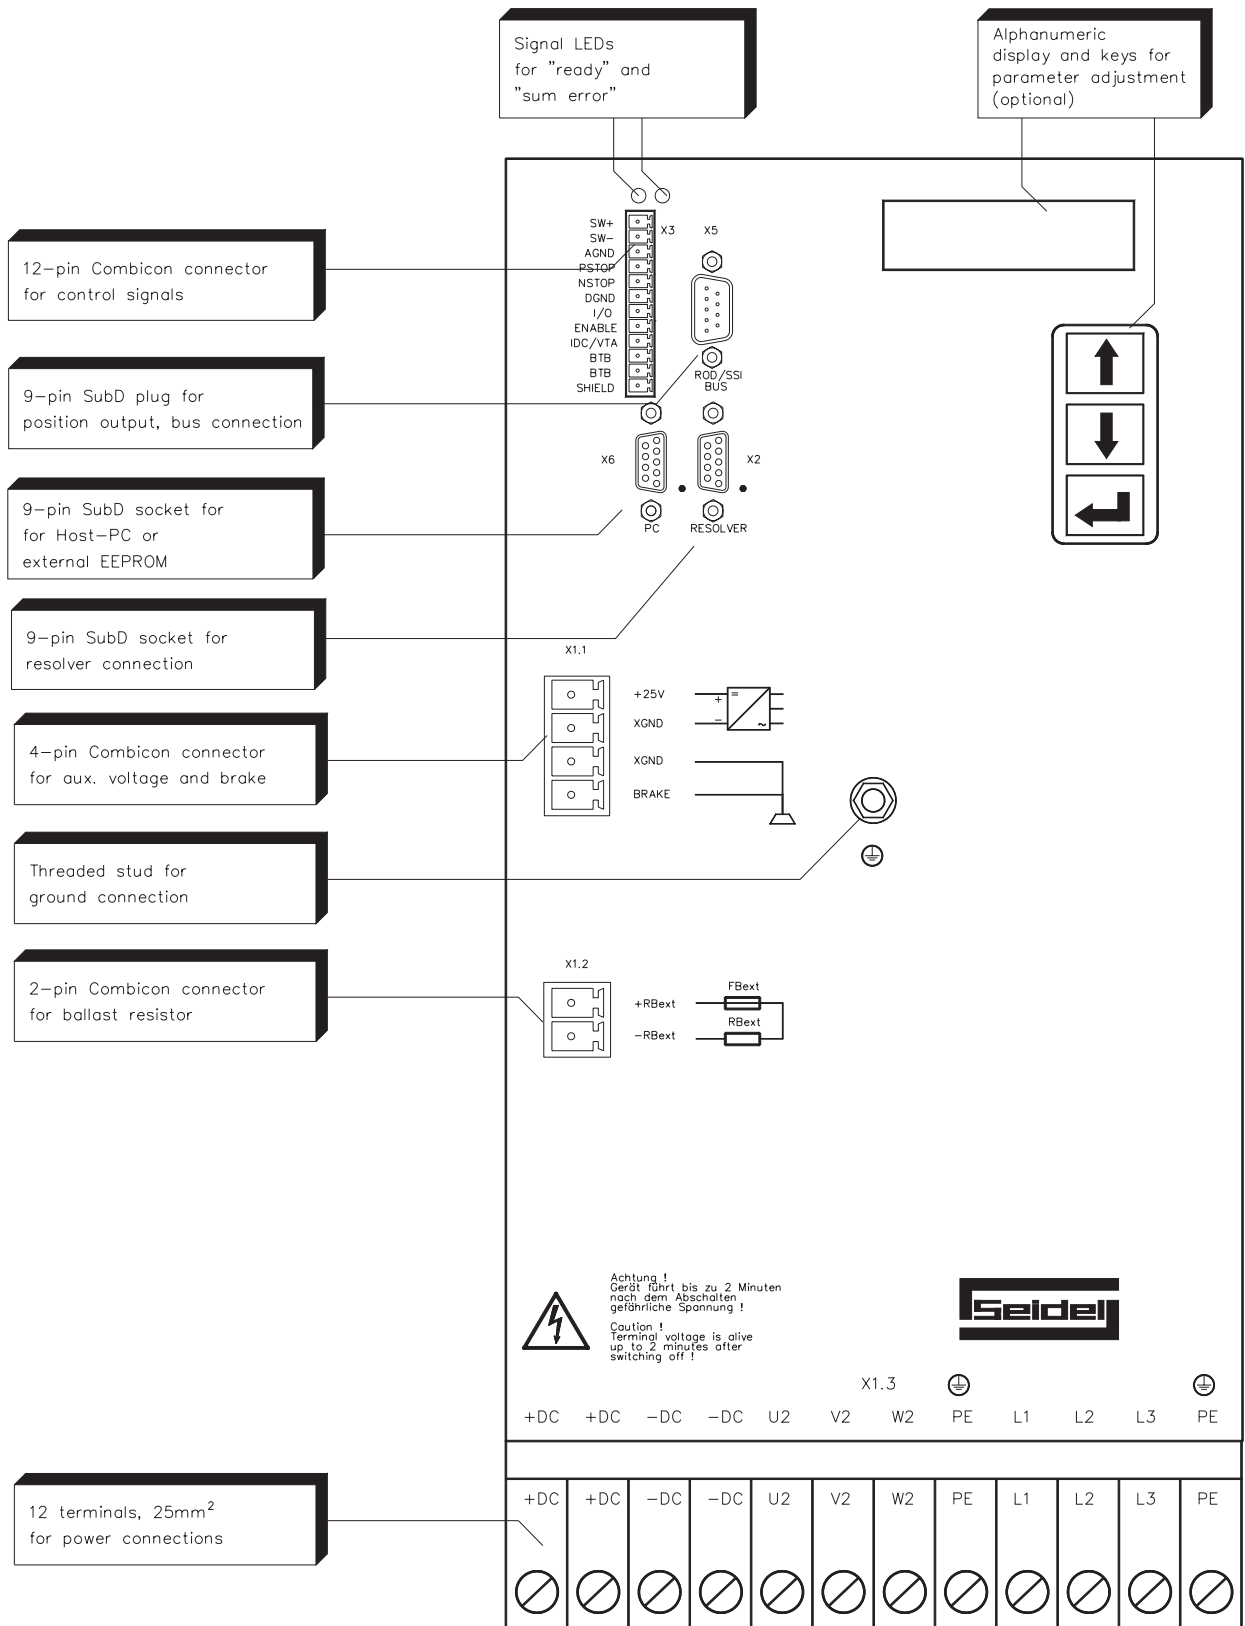 Signal LEDs
for "ready" and
"sum error"
Alphanumeric
display and keys for
parameter adjustment
(optional)
12-pin Combicon connector
for control signals
9-pin SubD plug for
position output, bus connection
9-pin SubD socket for
for Host-PC or
external EEPROM
9-pin SubD socket for
resolver connection
4-pin Combicon connector
for aux. voltage and brake
Threaded stud for
ground connection
2-pin Combicon connector
for ballast resistor
12 terminals, 25mm²
for power connections
SW+
SW-
AGND
PSTOP
NSTOP
DGND
I/O
ENABLE
IDC/VTA
BTB
BTB
SHIELD
X3
X5
ROD/SSI
BUS
X6
X2
PC
RESOLVER
X1.1
+25V
XGND
XGND
BRAKE
+
-
=
~
X1.2
+RBext
-RBext
FBext
RBext
Achtung !
Gerät führt bis zu 2 Minuten
nach dem Abschalten
gefährliche Spannung !
Caution !
Terminal voltage is alive
up to 2 minutes after
switching off !
Seidel
X1.3
+DC +DC -DC -DC U2 V2 W2 PE L1 L2 L3 PE
+DC +DC -DC -DC U2 V2 W2 PE L1 L2 L3 PE